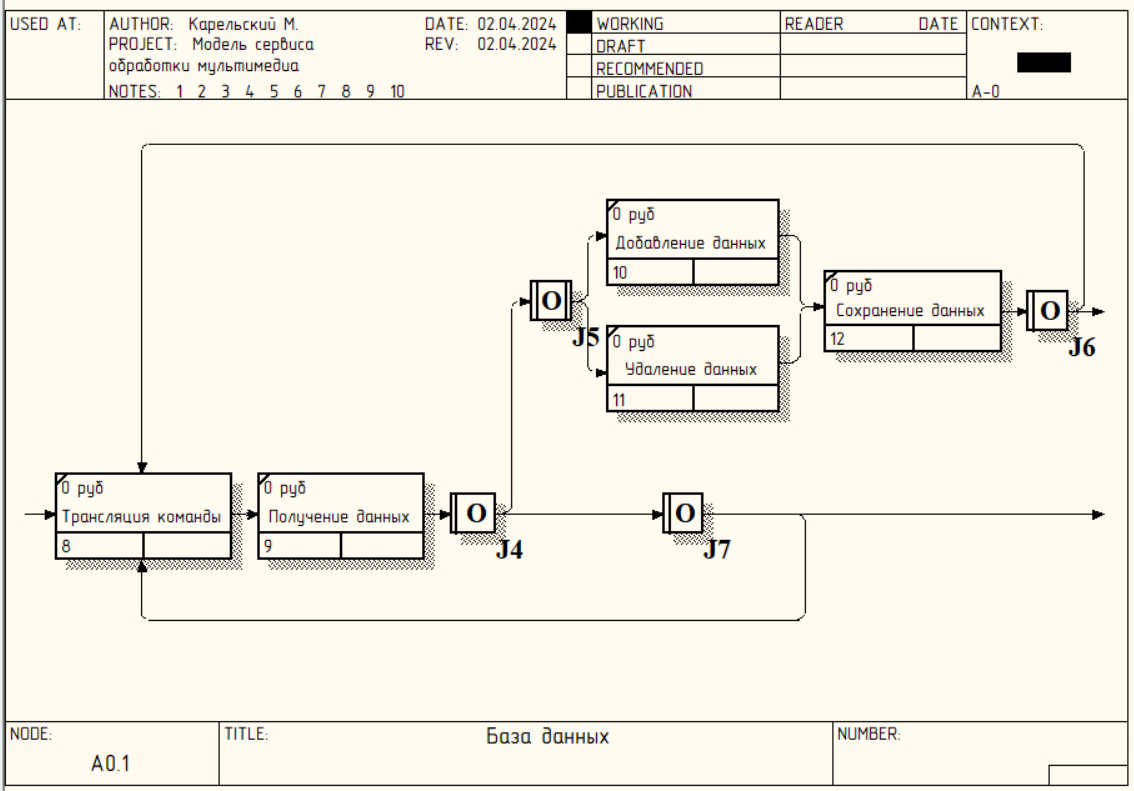 USED AT:
AUTHOR: Карельский М.
DATE: 02.04.2024
PROJECT: Модель сервиса
REV: 02.04.2024
обработки мультимедиа
NOTES: 1 2 3 4 5 6 7 8 9 10
WORKING
DRAFT
RECOMMENDED
PUBLICATION
READER DATE
CONTEXT:
A-0
0 руб
Добавление данных
10
O
J5
0 руб
Удаление данных
11
0 руб
Сохранение данных
12
O
J6
0 руб
Трансляция команды
8
0 руб
Получение данных
9
O
J4
O
J7
NODE:
A0.1
TITLE:
База данных
NUMBER: